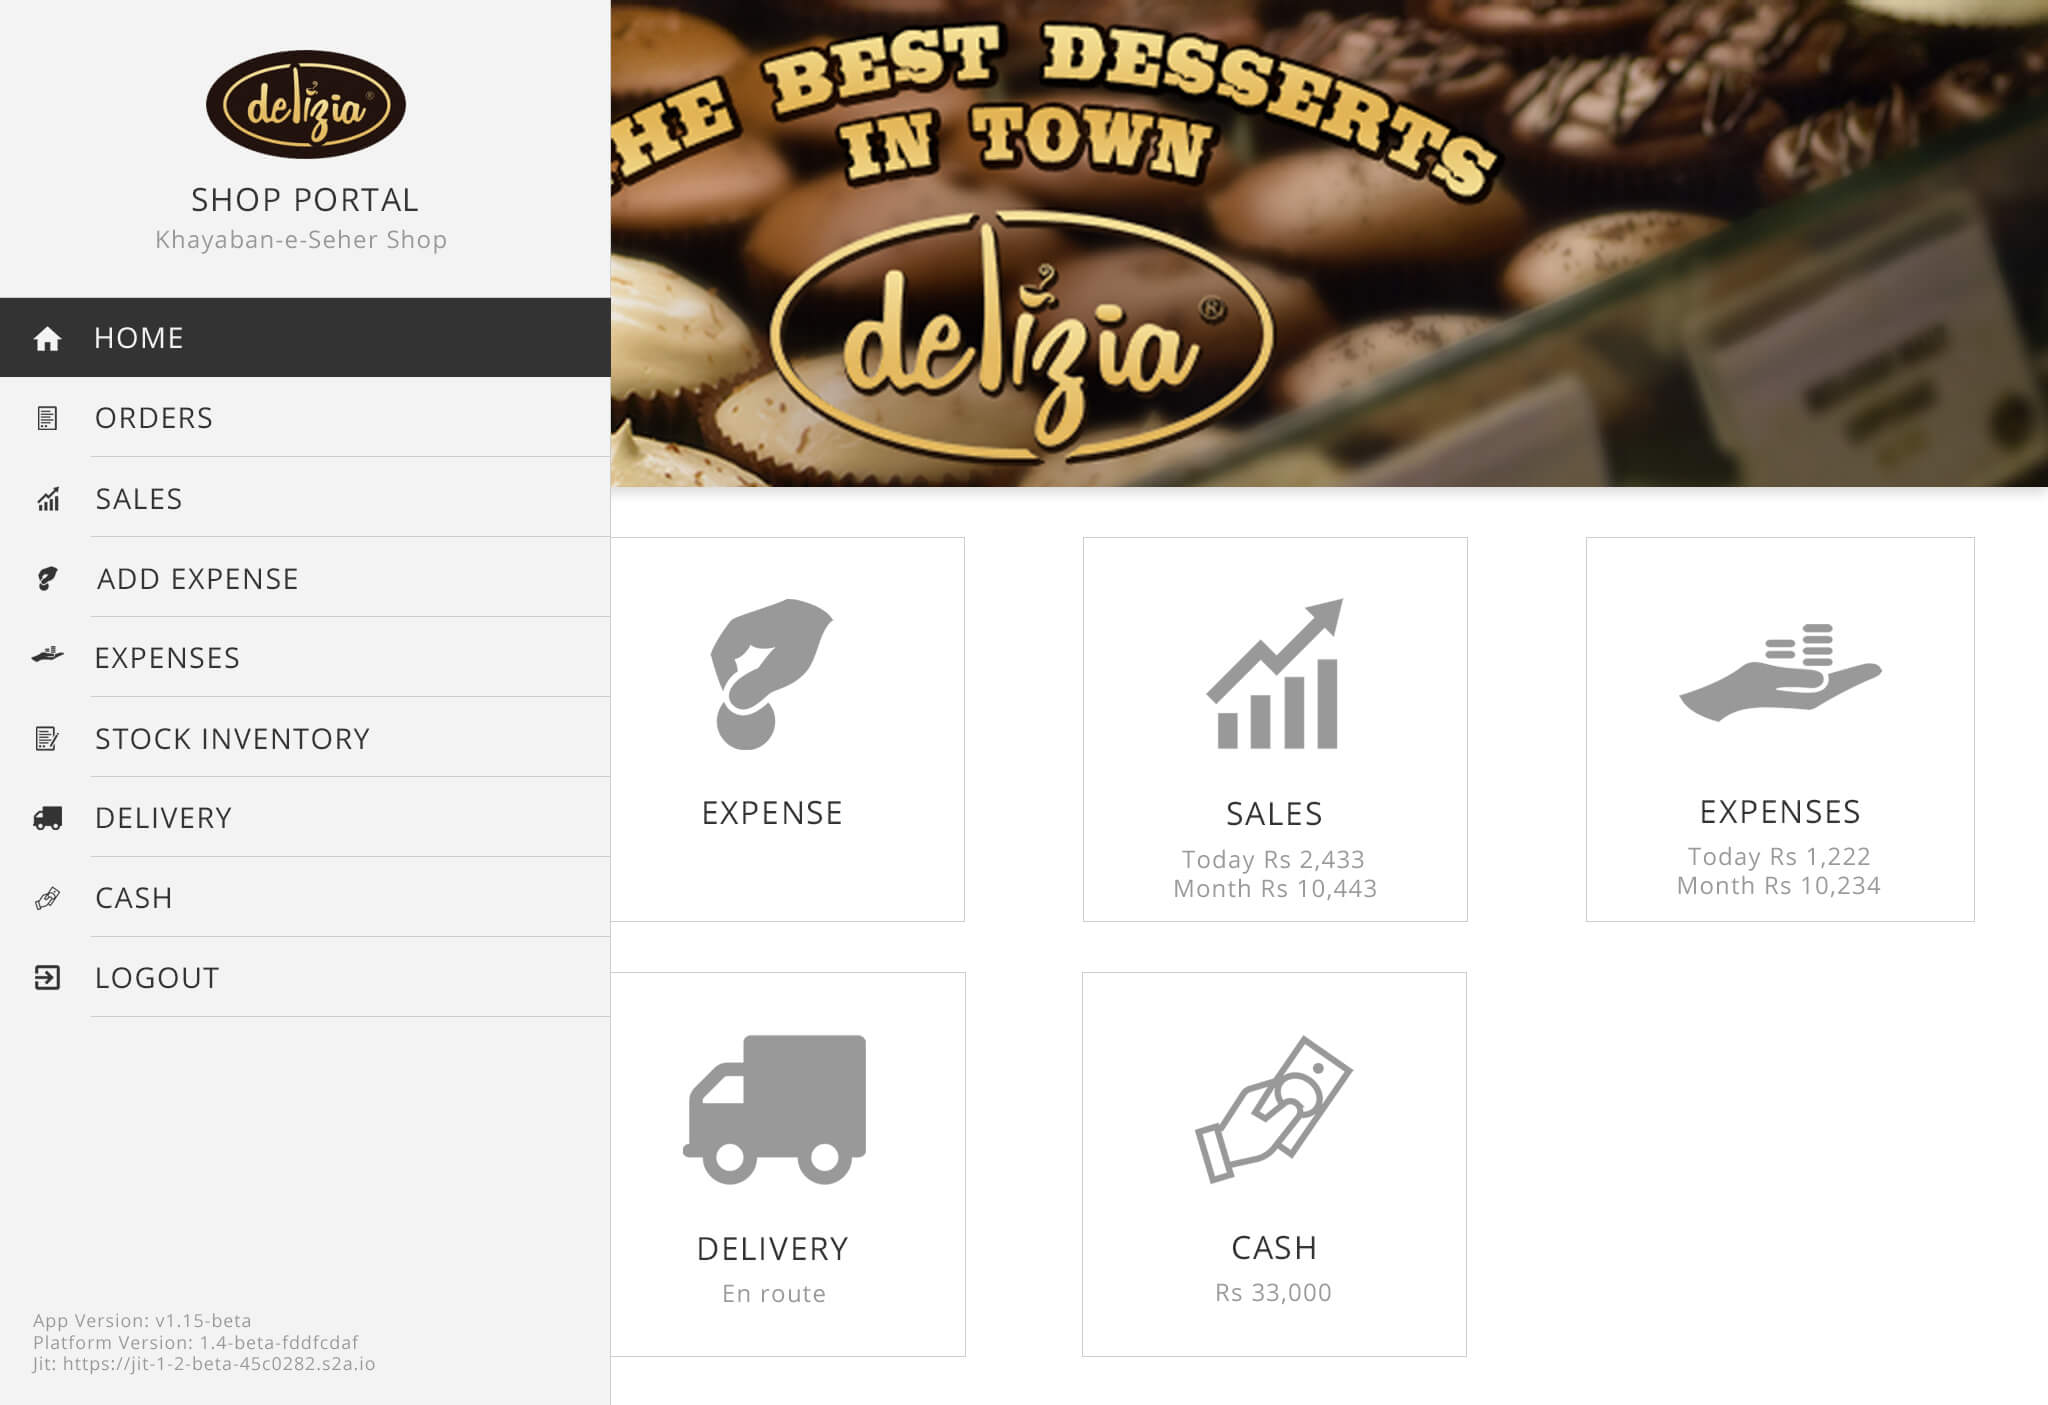 delizia®
SHOP PORTAL
Khayaban-e-Seher Shop
HOME
ORDERS
SALES
ADD EXPENSE
EXPENSES
STOCK INVENTORY
DELIVERY
CASH
LOGOUT
App Version: v1.15-beta
Platform Version: 1.4-beta-fddfcdaf
Jit: https://jit-1-2-beta-45c0282.s2a.io
HE BEST DESSERTS
IN TOWN
delizia®
EXPENSE
SALES
Today Rs 2,433
Month Rs 10,443
EXPENSES
Today Rs 1,222
Month Rs 10,234
DELIVERY
En route
CASH
Rs 33,000